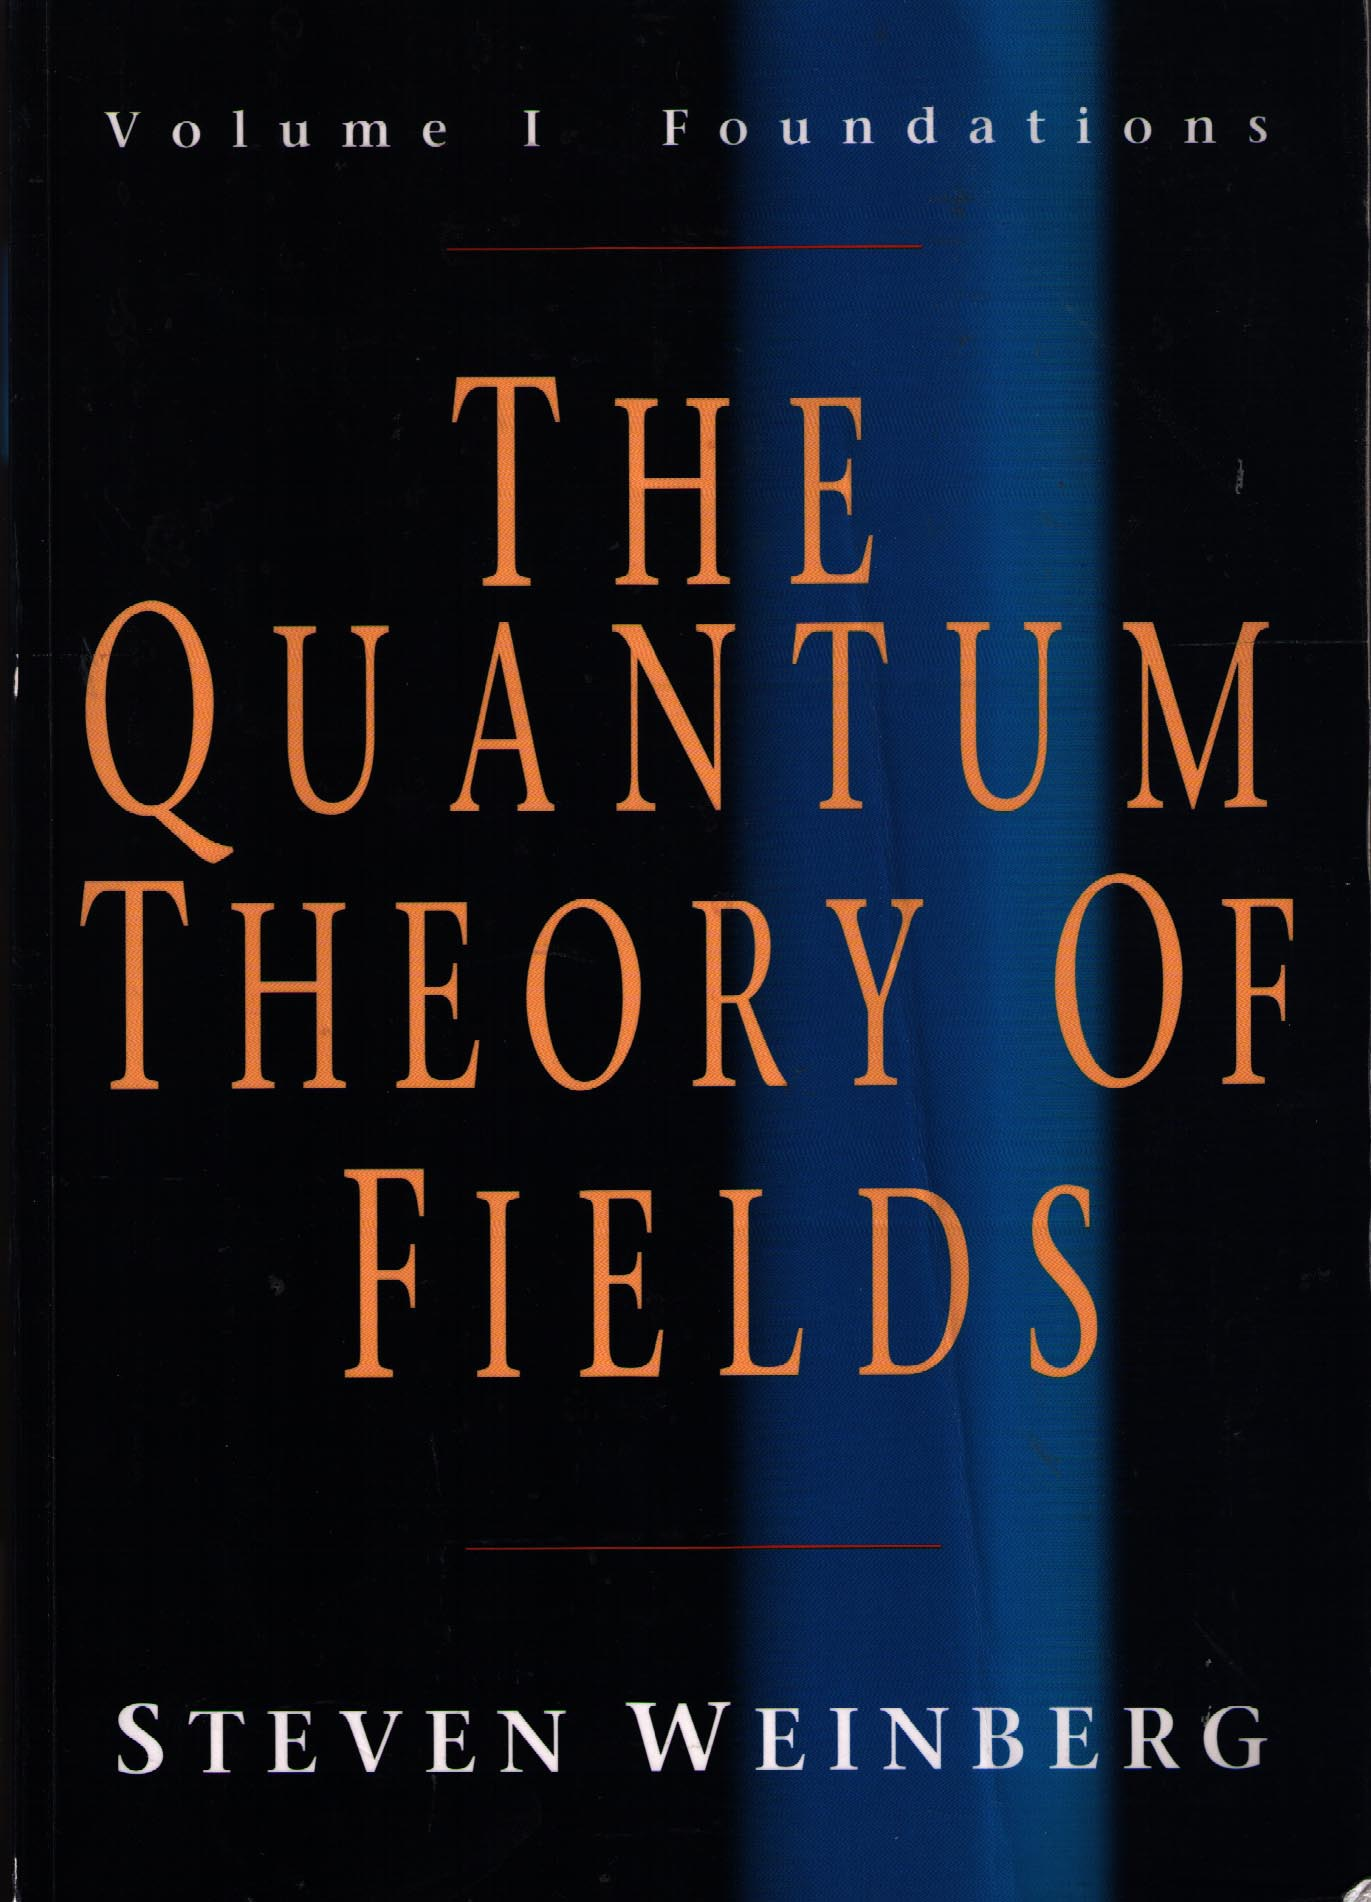 Volume I Foundations
THE
QUANTUM
THEORY OF
FIELDS
STEVEN WEINBERG